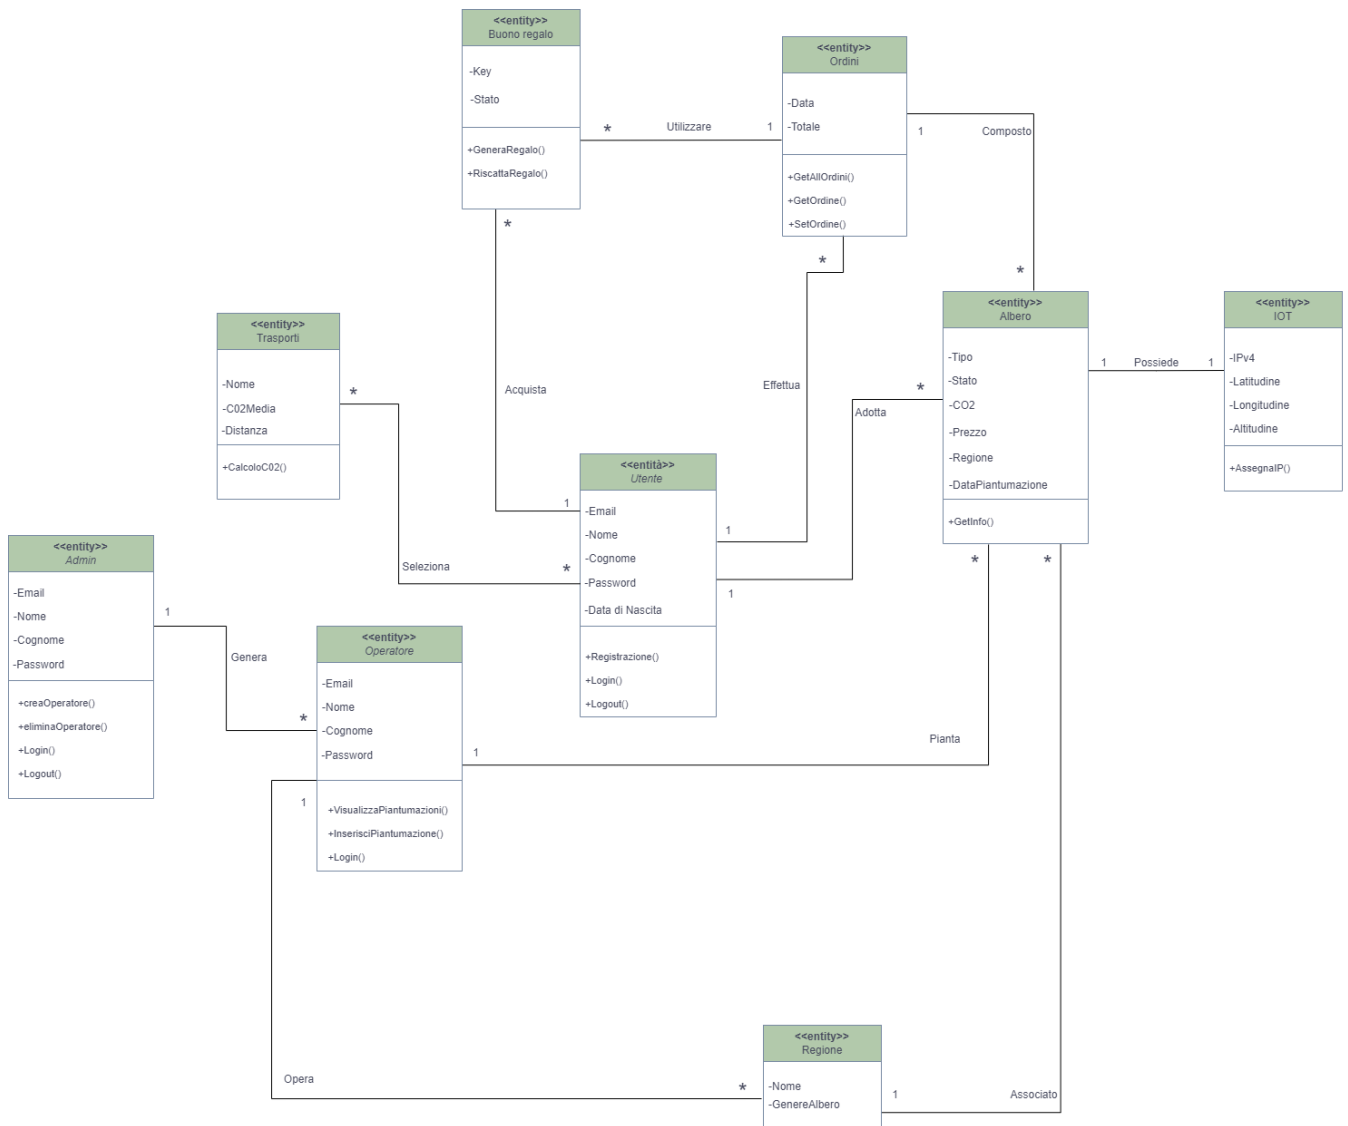 <<entity>>
Buono regalo
-Key
-Stato
+GeneraRegalo()
+RiscattaRegalo()
<<entity>>
Ordini
-Data
-Totale
+GetAllOrdini()
+GetOrdine()
+SetOrdine()
*
Utilizzare
1
1
Composto
*
*
*
<<entity>>
Trasporti
-Nome
-C02Media
-Distanza
+CalcoloC02()
*
Acquista
Effettua
*
Adotta
<<entity>>
Albero
-Tipo
-Stato
-CO2
-Prezzo
-Regione
-DataPiantumazione
+GetInfo()
1
Possiede
1
<<entity>>
IOT
-IPv4
-Latitudine
-Longitudine
-Altitudine
+AssegnaIP()
<<entità>>
Utente
-Email
-Nome
-Cognome
-Password
-Data di Nascita
+Registrazione()
+Login()
+Logout()
1
1
1
Seleziona
*
*
*
<<entity>>
Admin
-Email
-Nome
-Cognome
-Password
+creaOperatore()
+eliminaOperatore()
+Login()
+Logout()
1
Genera
*
<<entity>>
Operatore
-Email
-Nome
-Cognome
-Password
+VisualizzaPiantumazioni()
+InserisciPiantumazione()
+Login()
1
Pianta
1
Opera
*
<<entity>>
Regione
-Nome
-GenereAlbero
1
Associato